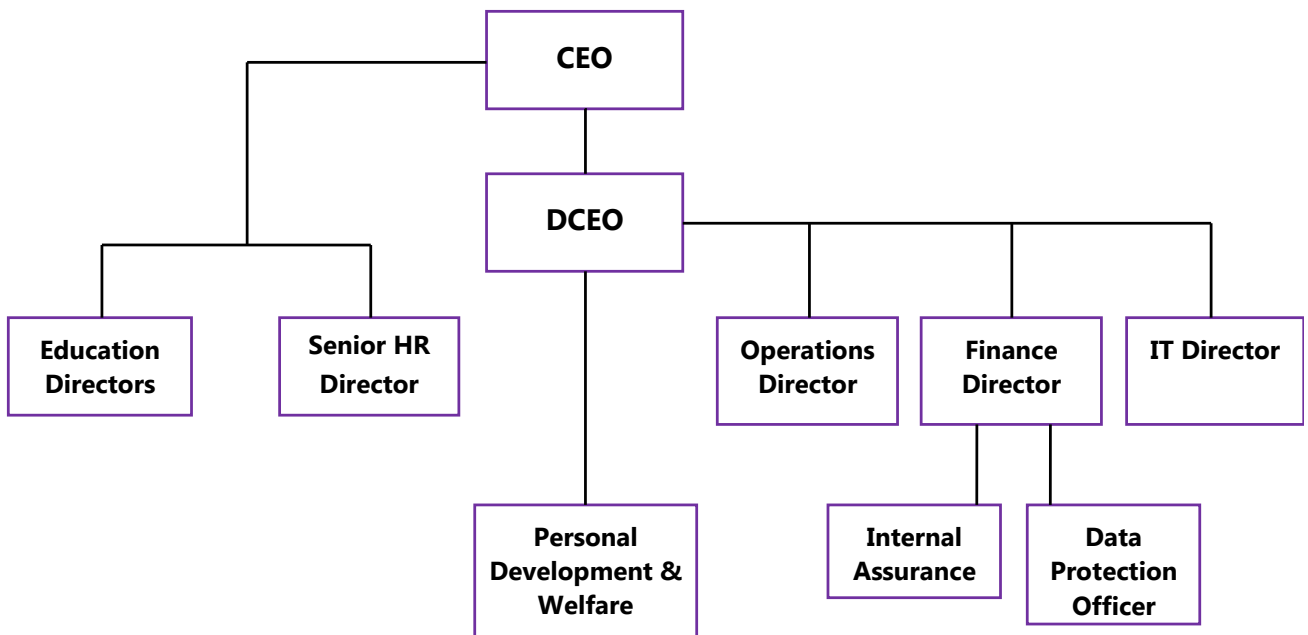 CEO
DCEO
Education
Directors
Senior HR
Director
Operations
Director
Finance
Director
IT Director
Personal
Development &
Welfare
Internal
Assurance
Data
Protection
Officer